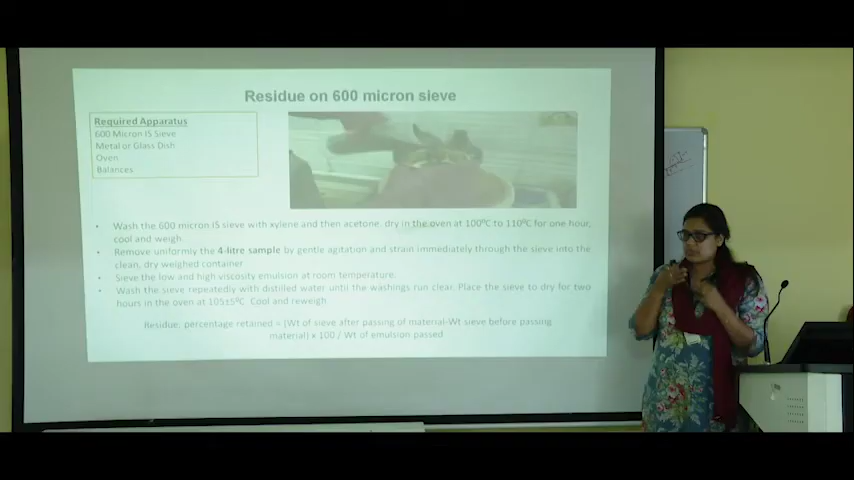 Residue on 600 micron sieve
Required Apparatus
600 Micron IS Sieve
Metal or Glass Dish
Oven
Balances
Wash the 600 micron IS sieve with xylene and then acetone, dry in the oven at 100⁰C to 110⁰C for one hour,
cool and weigh.
Remove uniformly the 4-litre sample by gentle agitation and strain immediately through the sieve into the
clean, dry weighed container
Sieve the low and high viscosity emulsion at room temperature.
Wash the sieve repeatedly with distilled water until the washings run clear. Place the sieve to dry for two
hours in the oven at 105±5⁰C. Cool and reweigh.
Residue, percentage retained = (Wt of sieve after passing of material-Wt sieve before passing
material) x 100 / Wt of emulsion passed